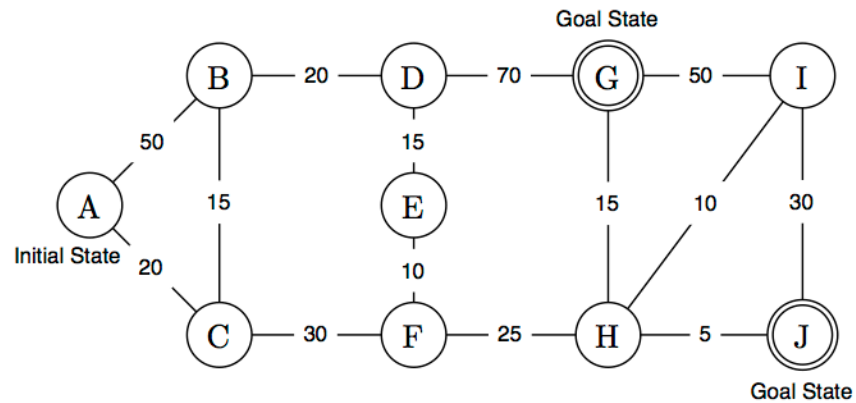 Goal State
B 20 D 70 G 50 I
50 15
A 15 E 15 10 30
Initial State
20 10
C 30 F 25 H 5 J
Goal State